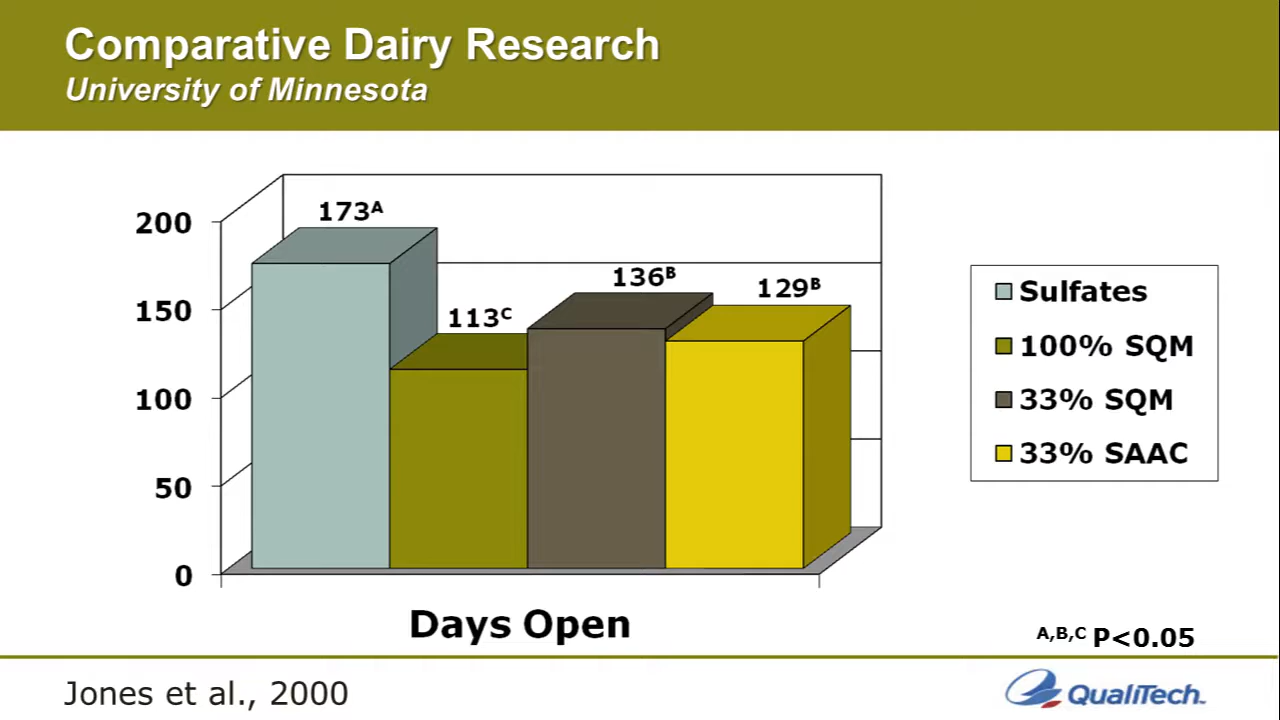 Comparative Dairy Research
University of Minnesota
200
150
100
50
0
173A
113C
136B
129B
Days Open
Sulfates
100% SQM
33% SQM
33% SAAC
A,B,C P<0.05
Jones et al., 2000
QualiTech™